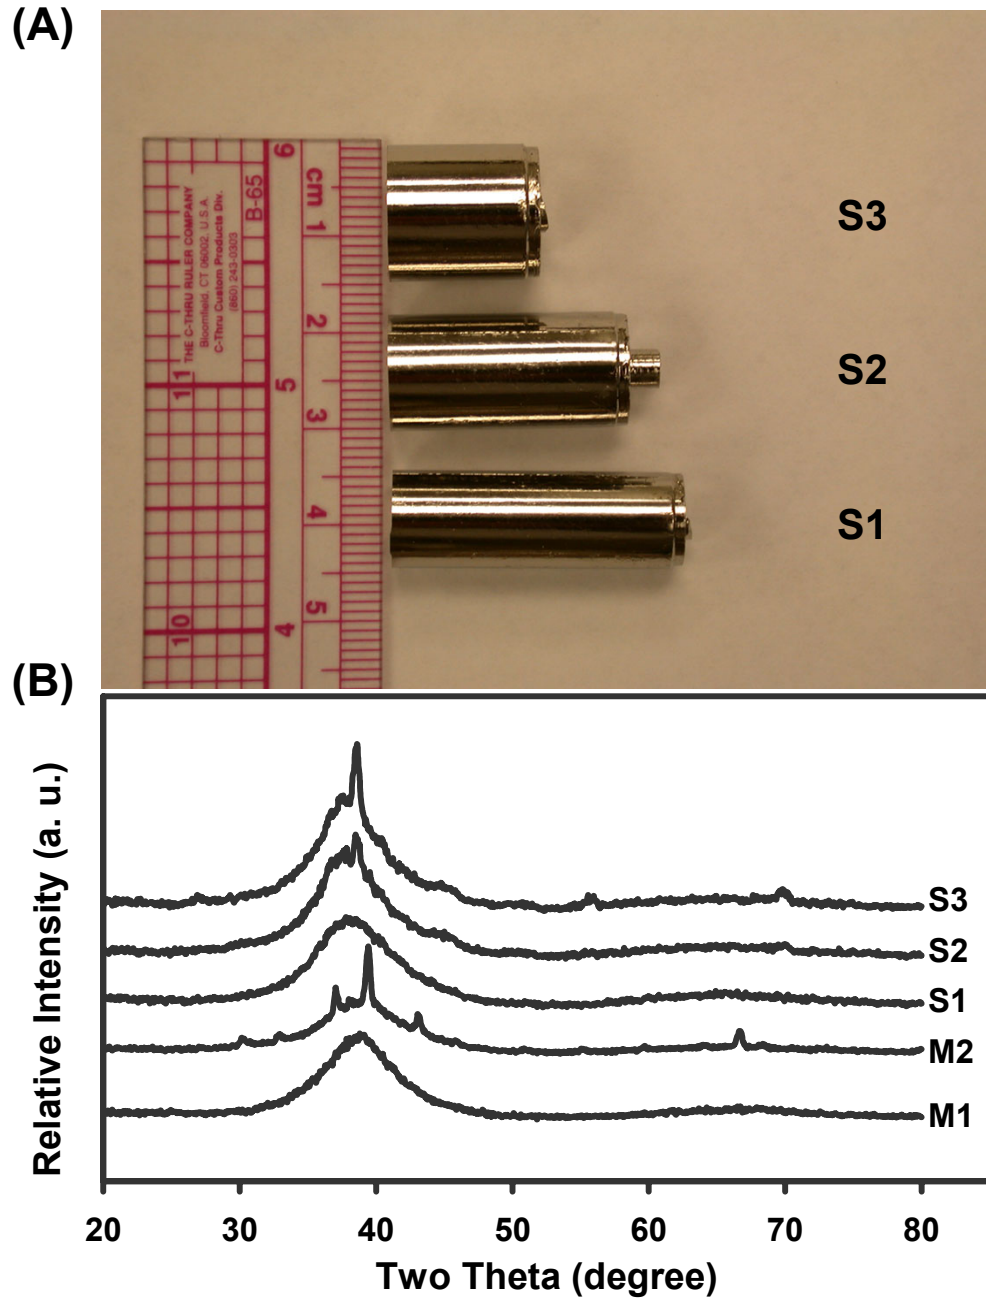 (A)
6
cm 1
2
5
3
4
5
4
11
10
B-65
THE C-THRU RULER COMPANY
Bloomfield, CT 06002, U.S.A.
C-Thru Custom Products Div.
(860) 243-0303
S3
S2
S1
(B)
Relative Intensity (a. u.)
S3
S2
S1
M2
M1
20 30 40 50 60 70 80
Two Theta (degree)